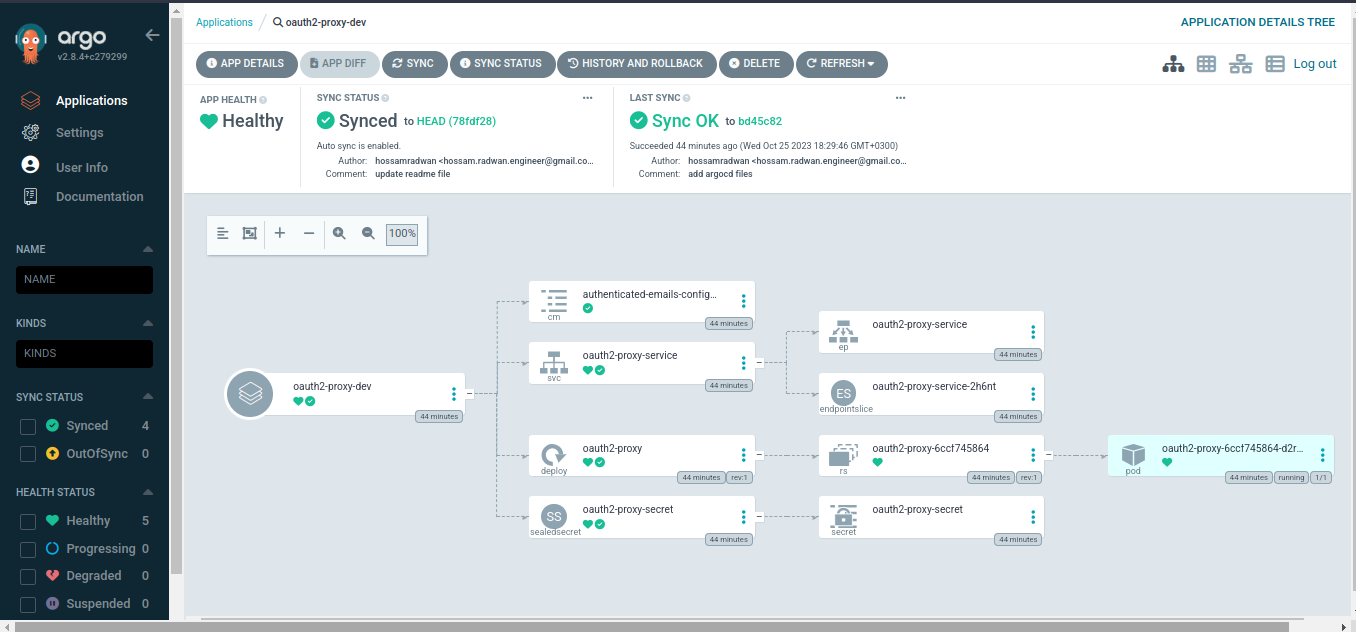 argo
v2.8.4+c279299
Applications
Settings
User Info
Documentation
NAME
NAME
KINDS
KINDS
SYNC STATUS
Synced 4
OutOfSync 0
HEALTH STATUS
Healthy 5
Progressing 0
Degraded 0
Suspended 0
Applications / oauth2-proxy-dev
APPLICATION DETAILS TREE
APP DETAILS APP DIFF SYNC SYNC STATUS HISTORY AND ROLLBACK DELETE REFRESH
Log out
APP HEALTH
Healthy
SYNC STATUS
Synced to HEAD (78fdf28)
Auto sync is enabled.
Author: hossamradwan <hossam.radwan.engineer@gmail.co...
Comment: update readme file
LAST SYNC
Sync OK to bd45c82
Succeeded 44 minutes ago (Wed Oct 25 2023 18:29:46 GMT+0300)
Author: hossamradwan <hossam.radwan.engineer@gmail.co...
Comment: add argocd files
100%
oauth2-proxy-dev
44 minutes
authenticated-emails-config...
cm
44 minutes
oauth2-proxy-service
svc
44 minutes
oauth2-proxy
deploy
44 minutes rev:1
SS
oauth2-proxy-secret
sealedsecret
44 minutes
oauth2-proxy-service
ep
44 minutes
ES
oauth2-proxy-service-2h6nt
endpointslice
44 minutes
oauth2-proxy-6ccf745864
rs
44 minutes rev:1
oauth2-proxy-secret
secret
44 minutes
oauth2-proxy-6ccf745864-d2r...
pod
44 minutes running 1/1